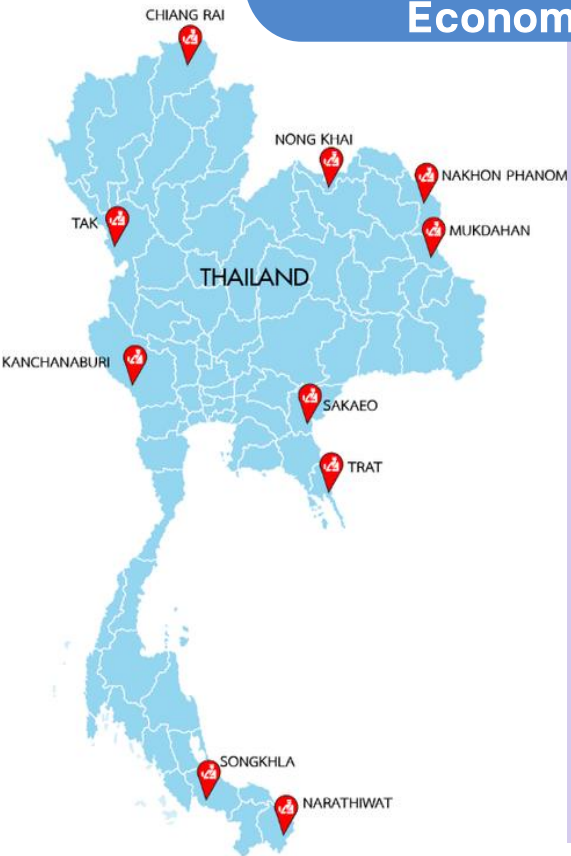 Econom
CHIANG RAI
NONG KHAI
NAKHON PHANOM
TAK
MUKDAHAN
THAILAND
KANCHANABURI
SAKAEO
TRAT
SONGKHLA
NARATHIWAT